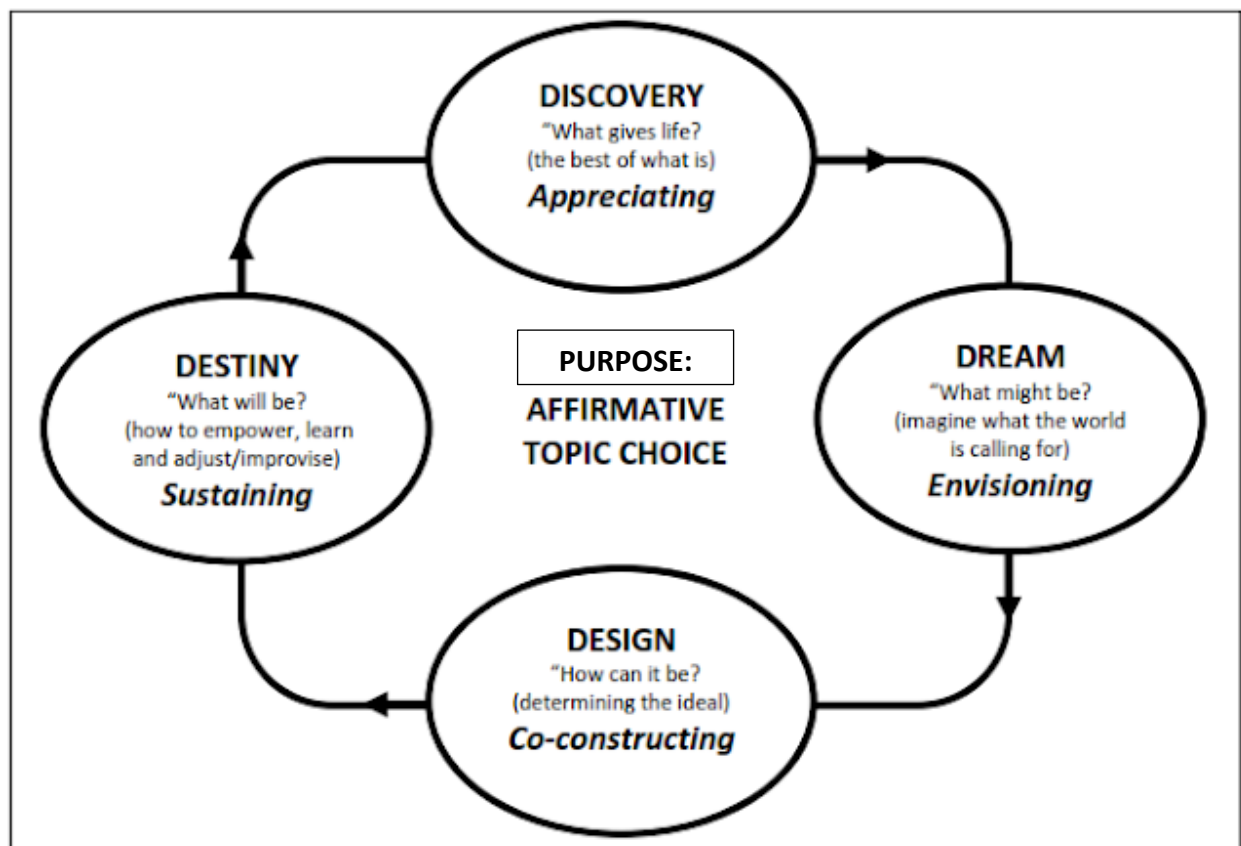 DISCOVERY
“What gives life?
(the best of what is)
Appreciating
DESTINY
“What will be?
(how to empower, learn
and adjust/improvise)
Sustaining
PURPOSE:
AFFIRMATIVE
TOPIC CHOICE
DREAM
“What might be?
(imagine what the world
is calling for)
Envisioning
DESIGN
“How can it be?
(determining the ideal)
Co-constructing